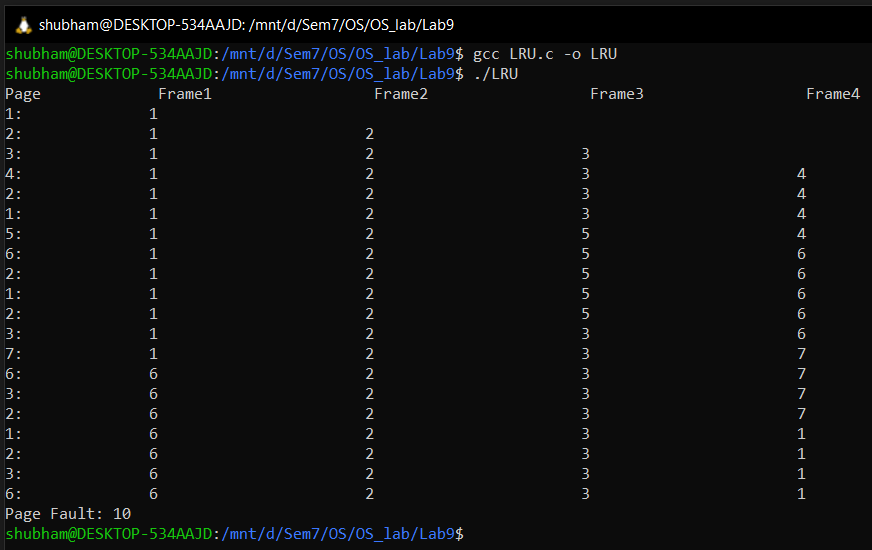 shubham@DESKTOP-534AAJD: /mnt/d/Sem7/OS/OS_lab/Lab9
shubham@DESKTOP-534AAJD:/mnt/d/Sem7/OS/OS_lab/Lab9$ gcc LRU.c -o LRU
shubham@DESKTOP-534AAJD:/mnt/d/Sem7/OS/OS_lab/Lab9$ ./LRU
Page Frame1 Frame2 Frame3 Frame4
1: 1
2: 1 2
3: 1 2 3
4: 1 2 3 4
2: 1 2 3 4
1: 1 2 3 4
5: 1 2 5 4
6: 1 2 5 6
2: 1 2 5 6
1: 1 2 5 6
2: 1 2 5 6
3: 1 2 3 6
7: 1 2 3 7
6: 6 2 3 7
3: 6 2 3 7
2: 6 2 3 7
1: 6 2 3 1
2: 6 2 3 1
3: 6 2 3 1
6: 6 2 3 1
Page Fault: 10
shubham@DESKTOP-534AAJD:/mnt/d/Sem7/OS/OS_lab/Lab9$